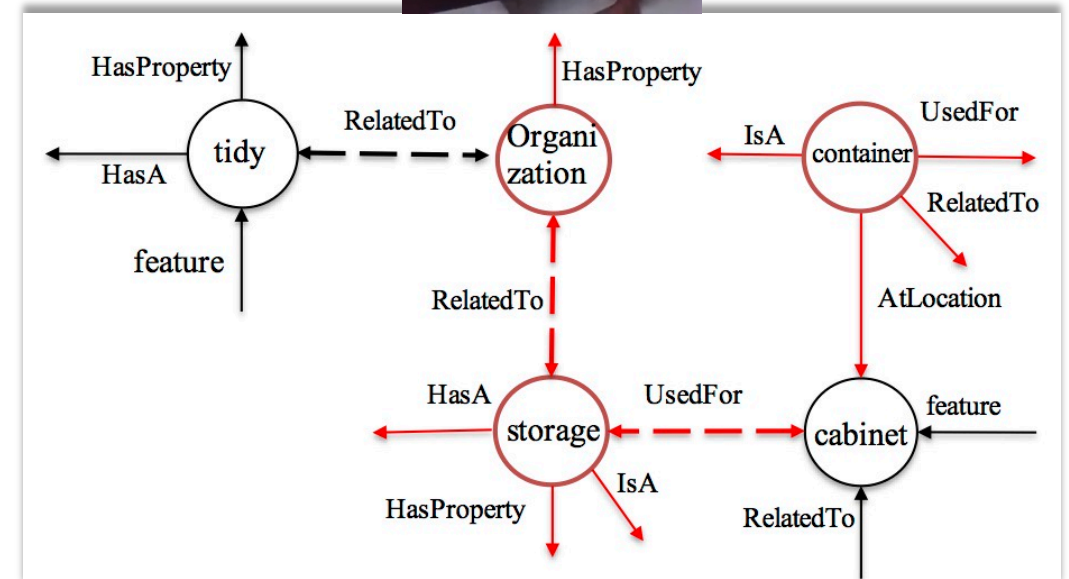 HasProperty
HasProperty
UsedFor
RelatedTo
IsA
tidy
Organi
zation
container
HasA
RelatedTo
feature
RelatedTo
AtLocation
HasA
UsedFor
feature
storage
cabinet
IsA
HasProperty
RelatedTo